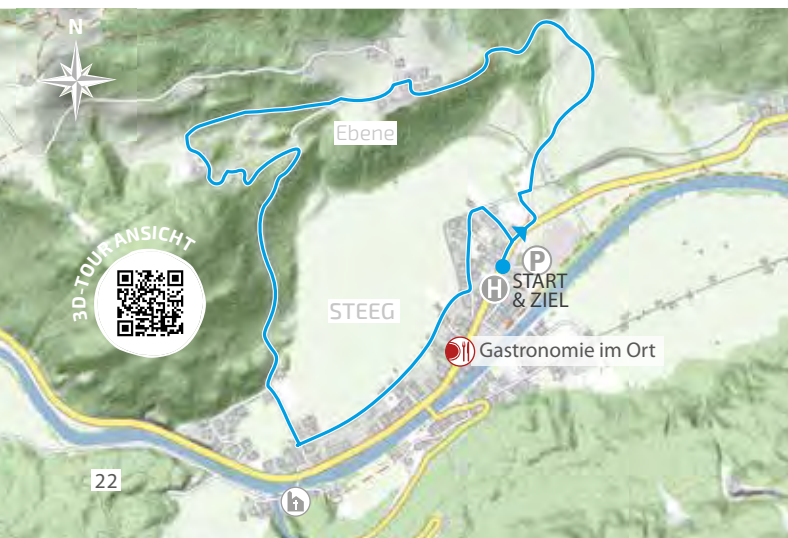 N
Ebene
3D-TOUR ANSICHT
P
H
START
& ZIEL
STEEG
Gastronomie im Ort
22